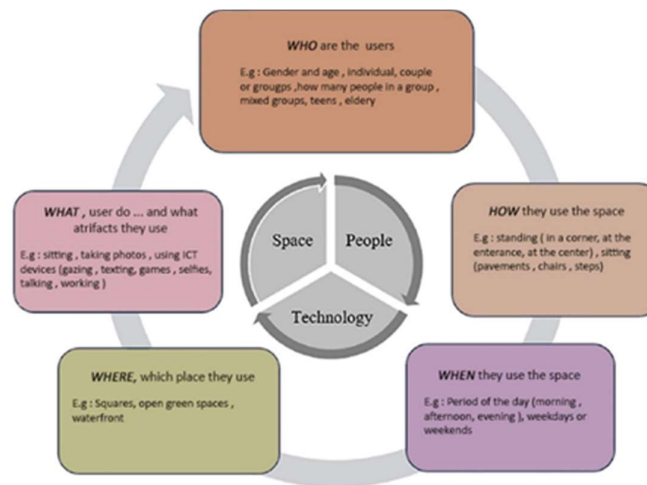 WHO are the users
E.g : Gender and age , individual, couple
or grougps ,how many people in a group ,
mixed groups, teens , eldery
HOW they use the space
E.g : standing ( in a corner, at the
enterance, at the center) , sitting
(pavements , chairs , steps)
WHEN they use the space
E.g : Period of the day (morning ,
afternoon, evening ), weekdays or
weekends
WHERE, which place they use
E.g : Squares, open green spaces ,
waterfront
WHAT , user do ... and what
atrifacts they use
E.g : sitting , taking photos , using ICT
devices (gazing , texting, games , selfies,
talking , working )
Space
People
Technology